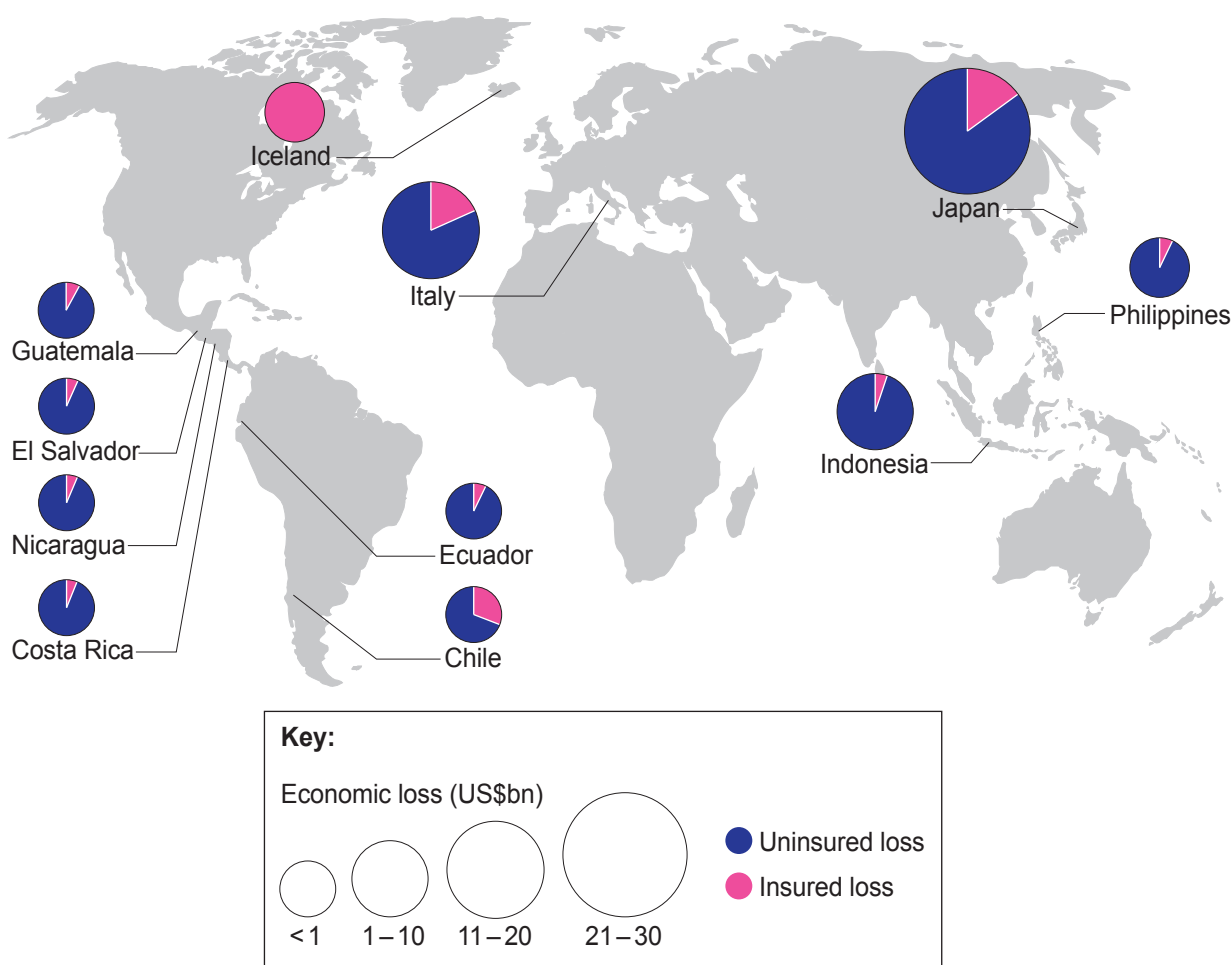 Iceland
Italy
Japan
Philippines
Guatemala
El Salvador
Nicaragua
Costa Rica
Ecuador
Chile
Indonesia
Key:
Economic loss (US$bn)
<1
1–10
11–20
21–30
Uninsured loss
Insured loss